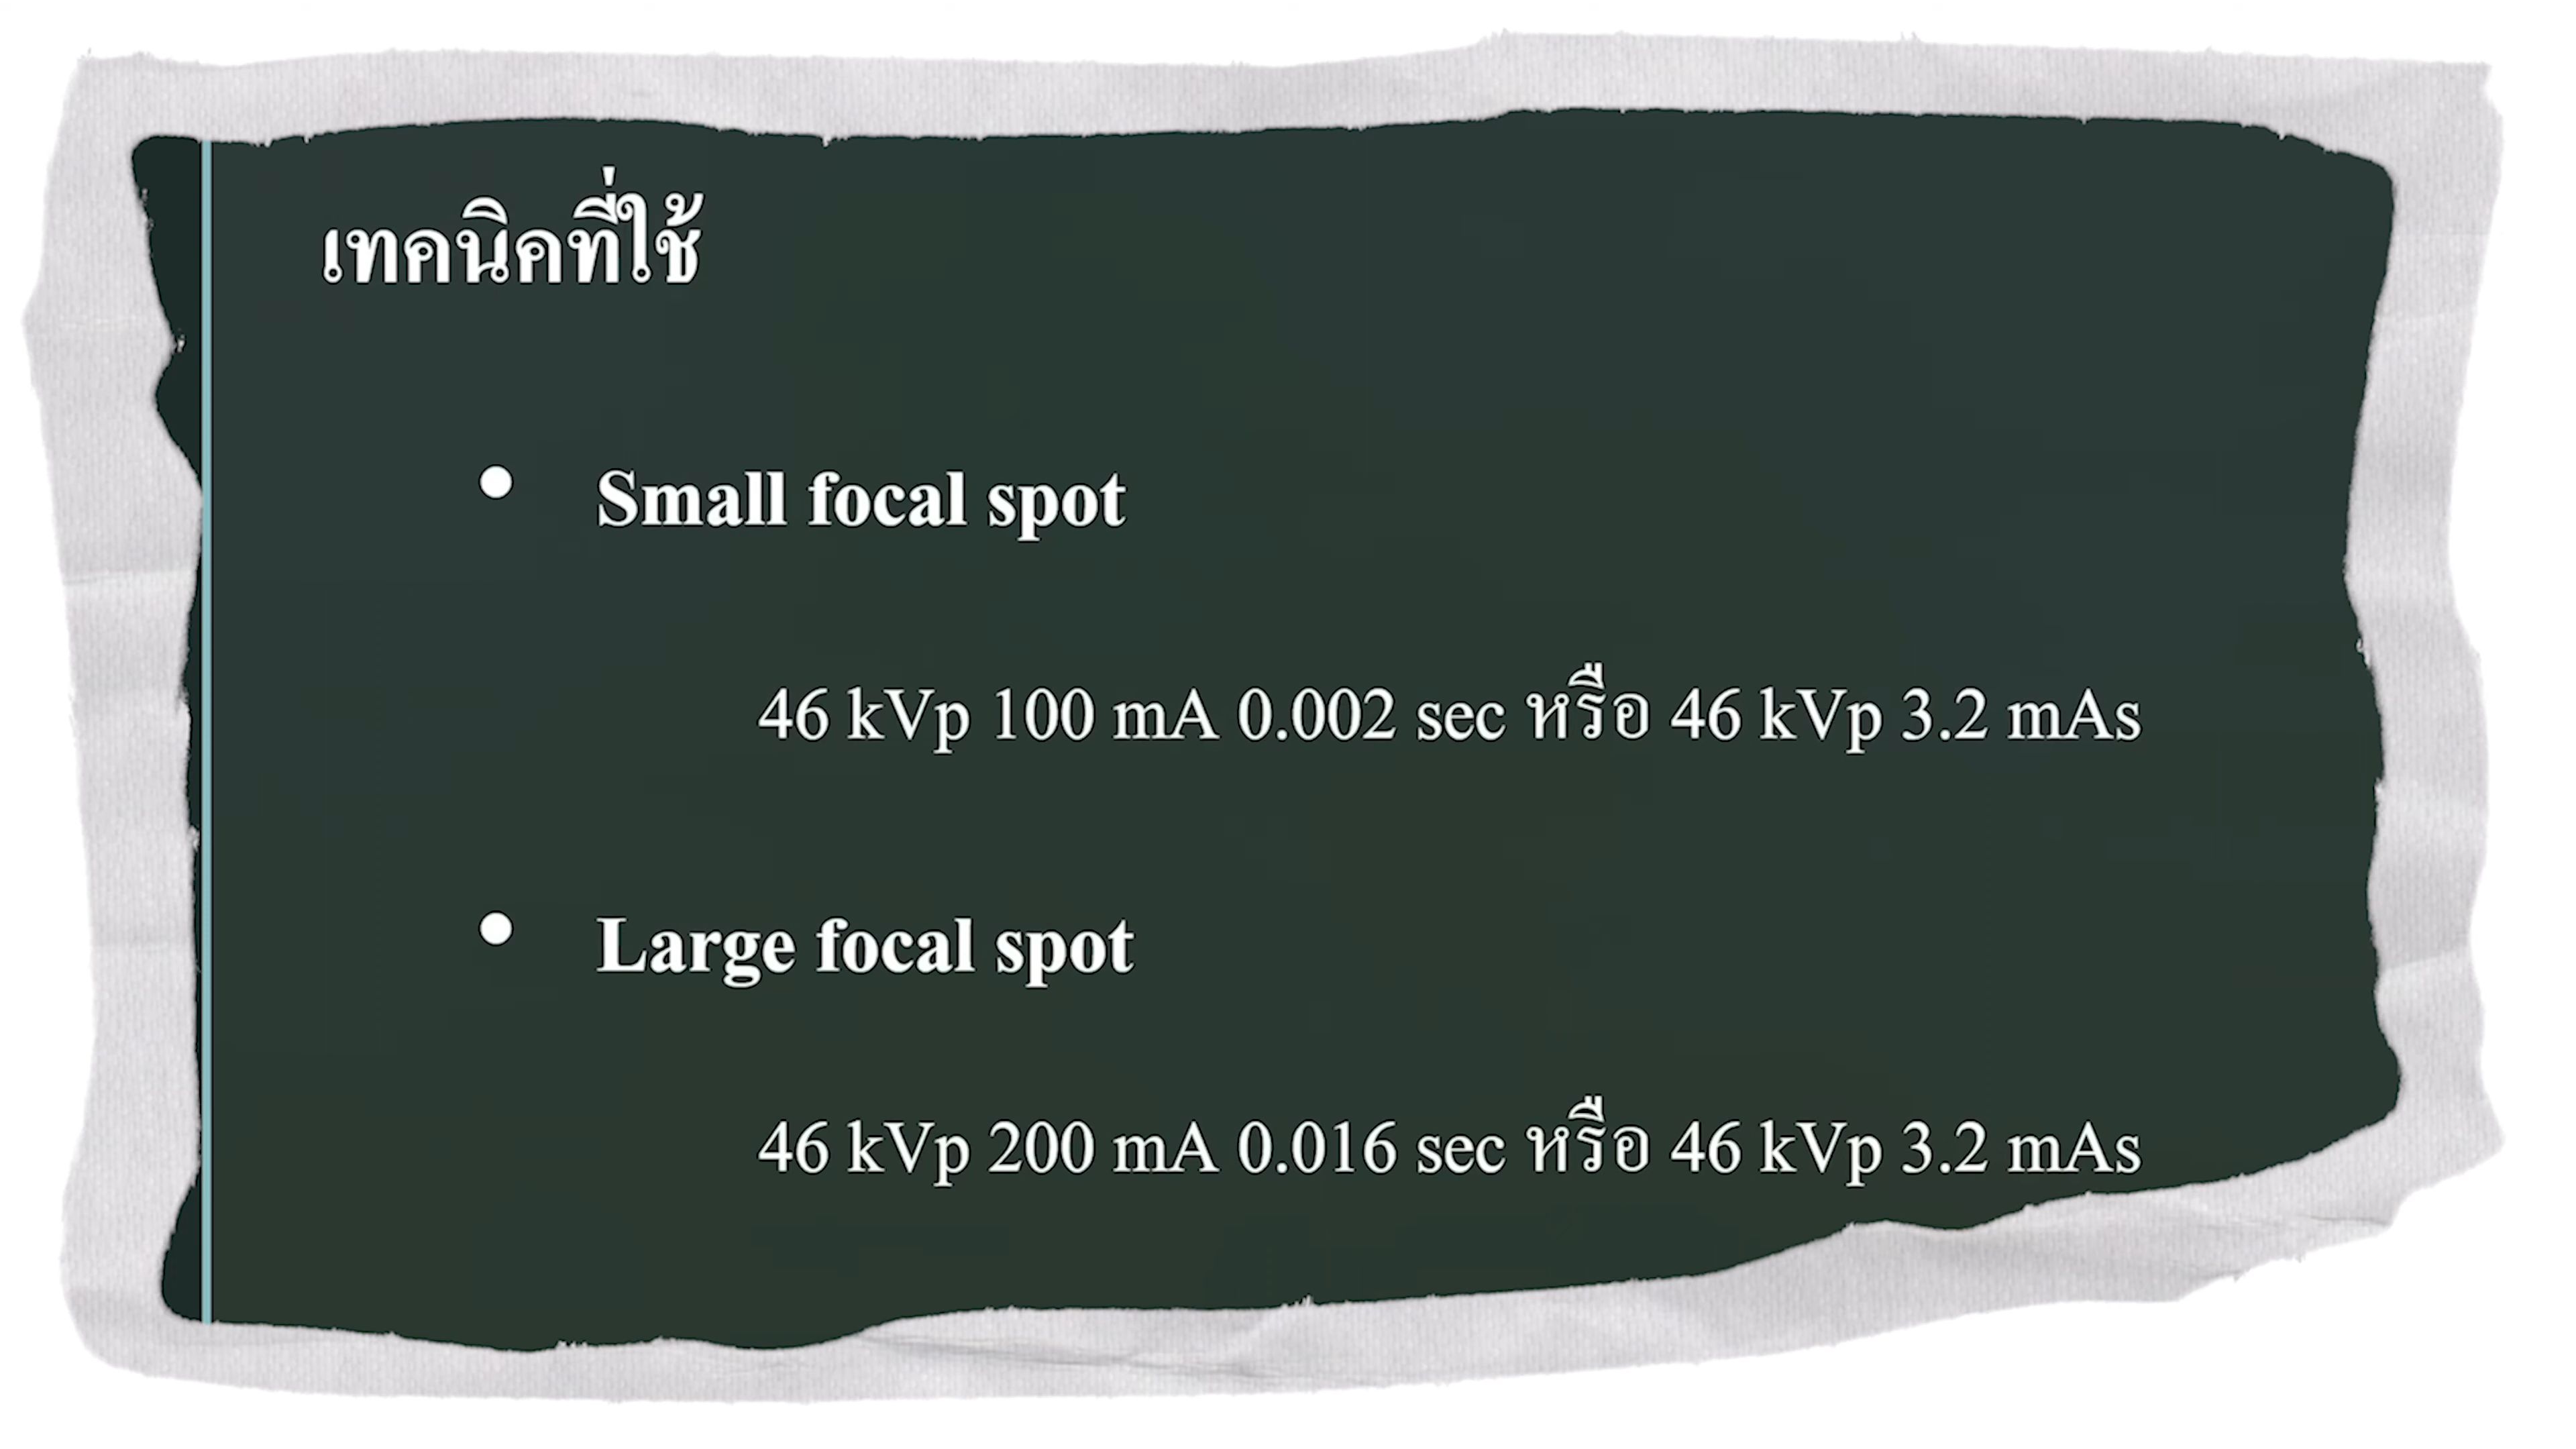 เทคนิคที่ใช้
• Small focal spot
46 kVp 100 mA 0.002 sec หรือ 46 kVp 3.2 mAs
• Large focal spot
46 kVp 200 mA 0.016 sec หรือ 46 kVp 3.2 mAs